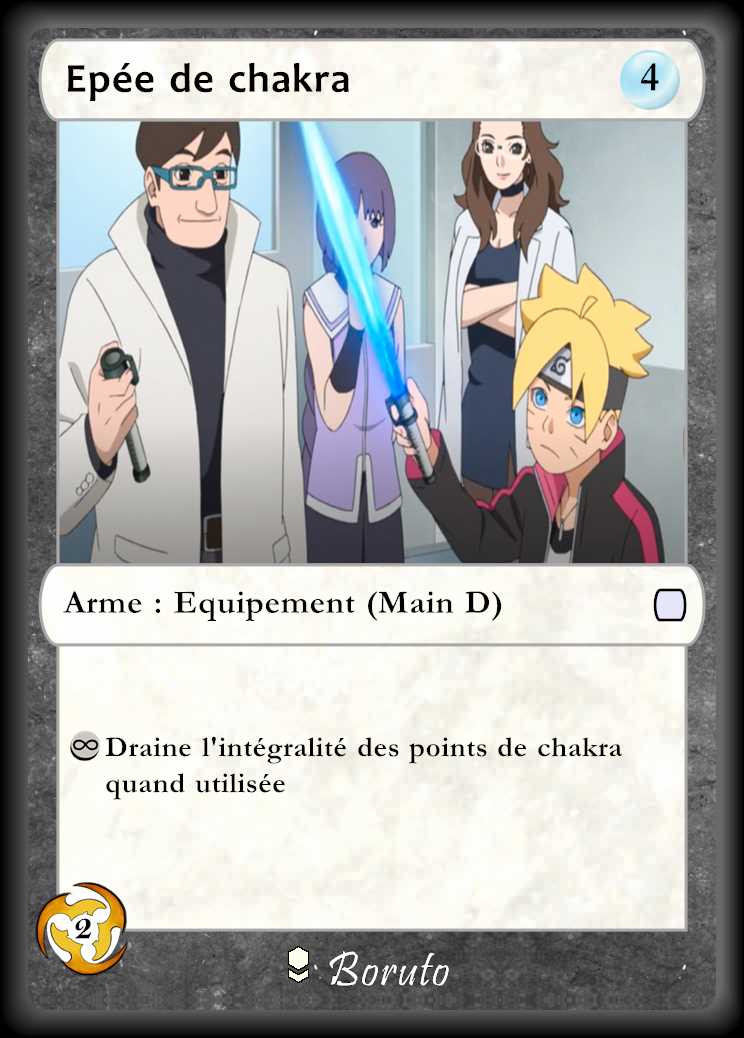 Epée de chakra
4
Arme : Equipement (Main D)
∞ Draine l'intégralité des points de chakra
quand utilisée
2
Boruto